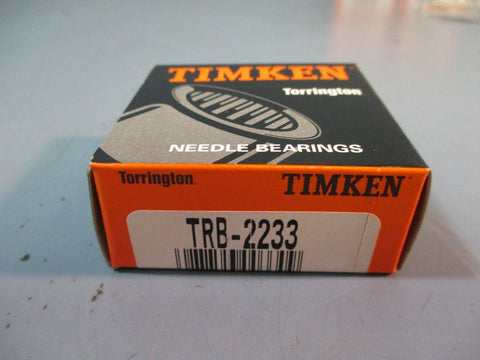 TIMKEN
Torrington
NEEDLE BEARINGS
Torrington TIMKEN
TRB-2233